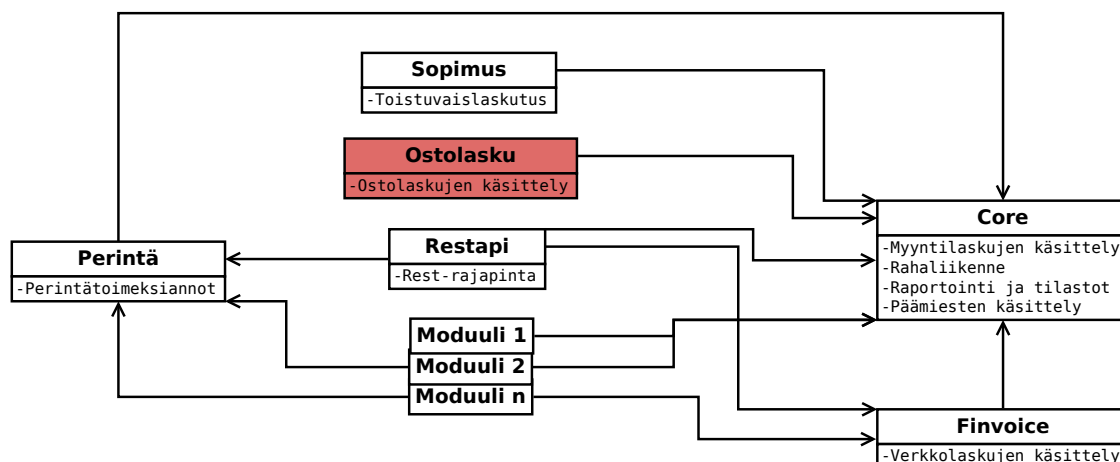 Sopimus
-Toistuvaislaskutus
Ostolasku
-Ostolaskujen käsittely
Core
-Myyntilaskujen käsittely
-Rahaliikenne
-Raportointi ja tilastot
-Päämiesten käsittely
Perintä
-Perintätoimeksiannot
Restapi
-Rest-rajapinta
Moduuli 1
Moduuli 2
Moduuli n
Finvoice
-Verkkolaskujen käsittely